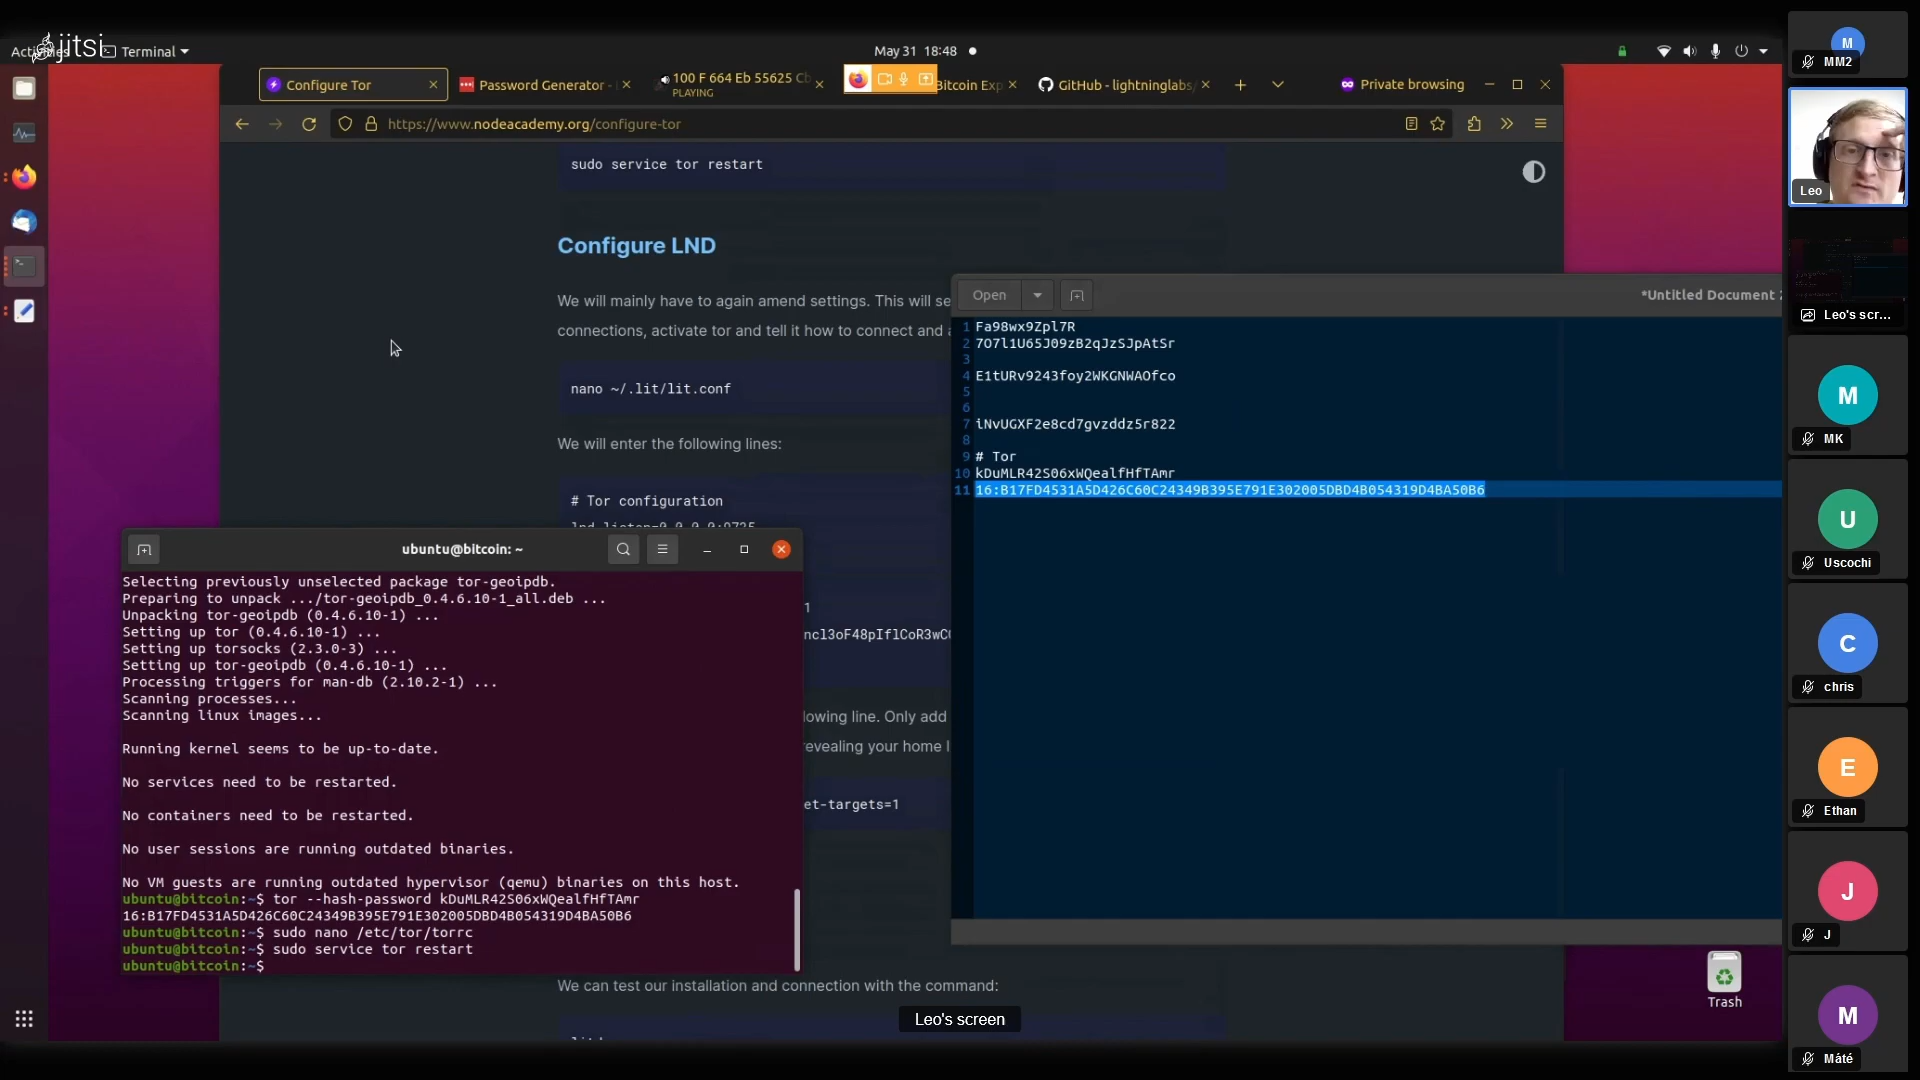 Activities
jitsi
Terminal
May 31 18:48
Configure Tor
Password Generator -
100 F 664 Eb 55625 Cb
PLAYING
Bitcoin Exp
GitHub - lightninglabs/
Private browsing
https://www.nodeacademy.org/configure-tor
sudo service tor restart
Configure LND
We will mainly have to again amend settings. This will se
connections, activate tor and tell it how to connect and a
nano ~/.lit/lit.conf
We will enter the following lines:
# Tor configuration
lnd.listen=0.0.0.0:9735
1
ncl3oF48pIflCoR3wC
lowing line. Only add
evealing your home I
et-targets=1
We can test our installation and connection with the command:
Open
*Untitled Document 2
1 Fa98wx9Zpl7R
2 7O7l1U65J09zB2qJzSJpAtSr
3
4 E1tURv9243foy2WKGNWAOfco
5
6
7 iNvUGXF2e8cd7gvzddz5r822
8
9 # Tor
10 kDuMLR42S06xWQealfHfTAmr
11 16:B17FD4531A5D426C60C24349B395E791E302005DBD4B054319D4BA50B6
ubuntu@bitcoin: ~
Selecting previously unselected package tor-geoipdb.
Preparing to unpack .../tor-geoipdb_0.4.6.10-1_all.deb ...
Unpacking tor-geoipdb (0.4.6.10-1) ...
Setting up tor (0.4.6.10-1) ...
Setting up torsocks (2.3.0-3) ...
Setting up tor-geoipdb (0.4.6.10-1) ...
Processing triggers for man-db (2.10.2-1) ...
Scanning processes...
Scanning linux images...
Running kernel seems to be up-to-date.
No services need to be restarted.
No containers need to be restarted.
No user sessions are running outdated binaries.
No VM guests are running outdated hypervisor (qemu) binaries on this host.
ubuntu@bitcoin:~$ tor --hash-password kDuMLR42S06xWQealfHfTAmr
16:B17FD4531A5D426C60C24349B395E791E302005DBD4B054319D4BA50B6
ubuntu@bitcoin:~$ sudo nano /etc/tor/torrc
ubuntu@bitcoin:~$ sudo service tor restart
ubuntu@bitcoin:~$
Trash
Leo's screen
M
MM2
Leo
Leo's scr...
M
MK
U
Uscochi
C
chris
E
Ethan
J
J
M
Máté